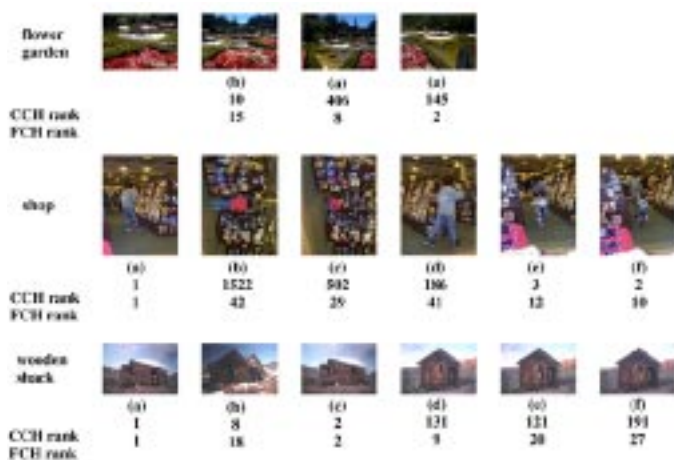 flower
garden
(b) (a) (a)
10 406 145
CCH rank 15 8 2
FCH rank
shop
(a) (b) (c) (d) (e) (f)
1 1522 502 186 3 2
CCH rank 1 42 29 41 12 10
FCH rank
wooden
shack
(a) (b) (c) (d) (e) (f)
1 8 2 131 121 191
CCH rank 1 18 2 9 20 27
FCH rank